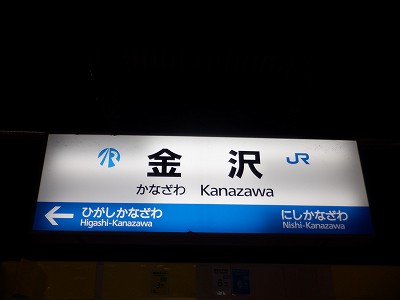 金沢 JR
かなざわ Kanazawa
← ひがしかなざわ にしかなざわ
Higashi-Kanazawa Nishi-Kanazawa